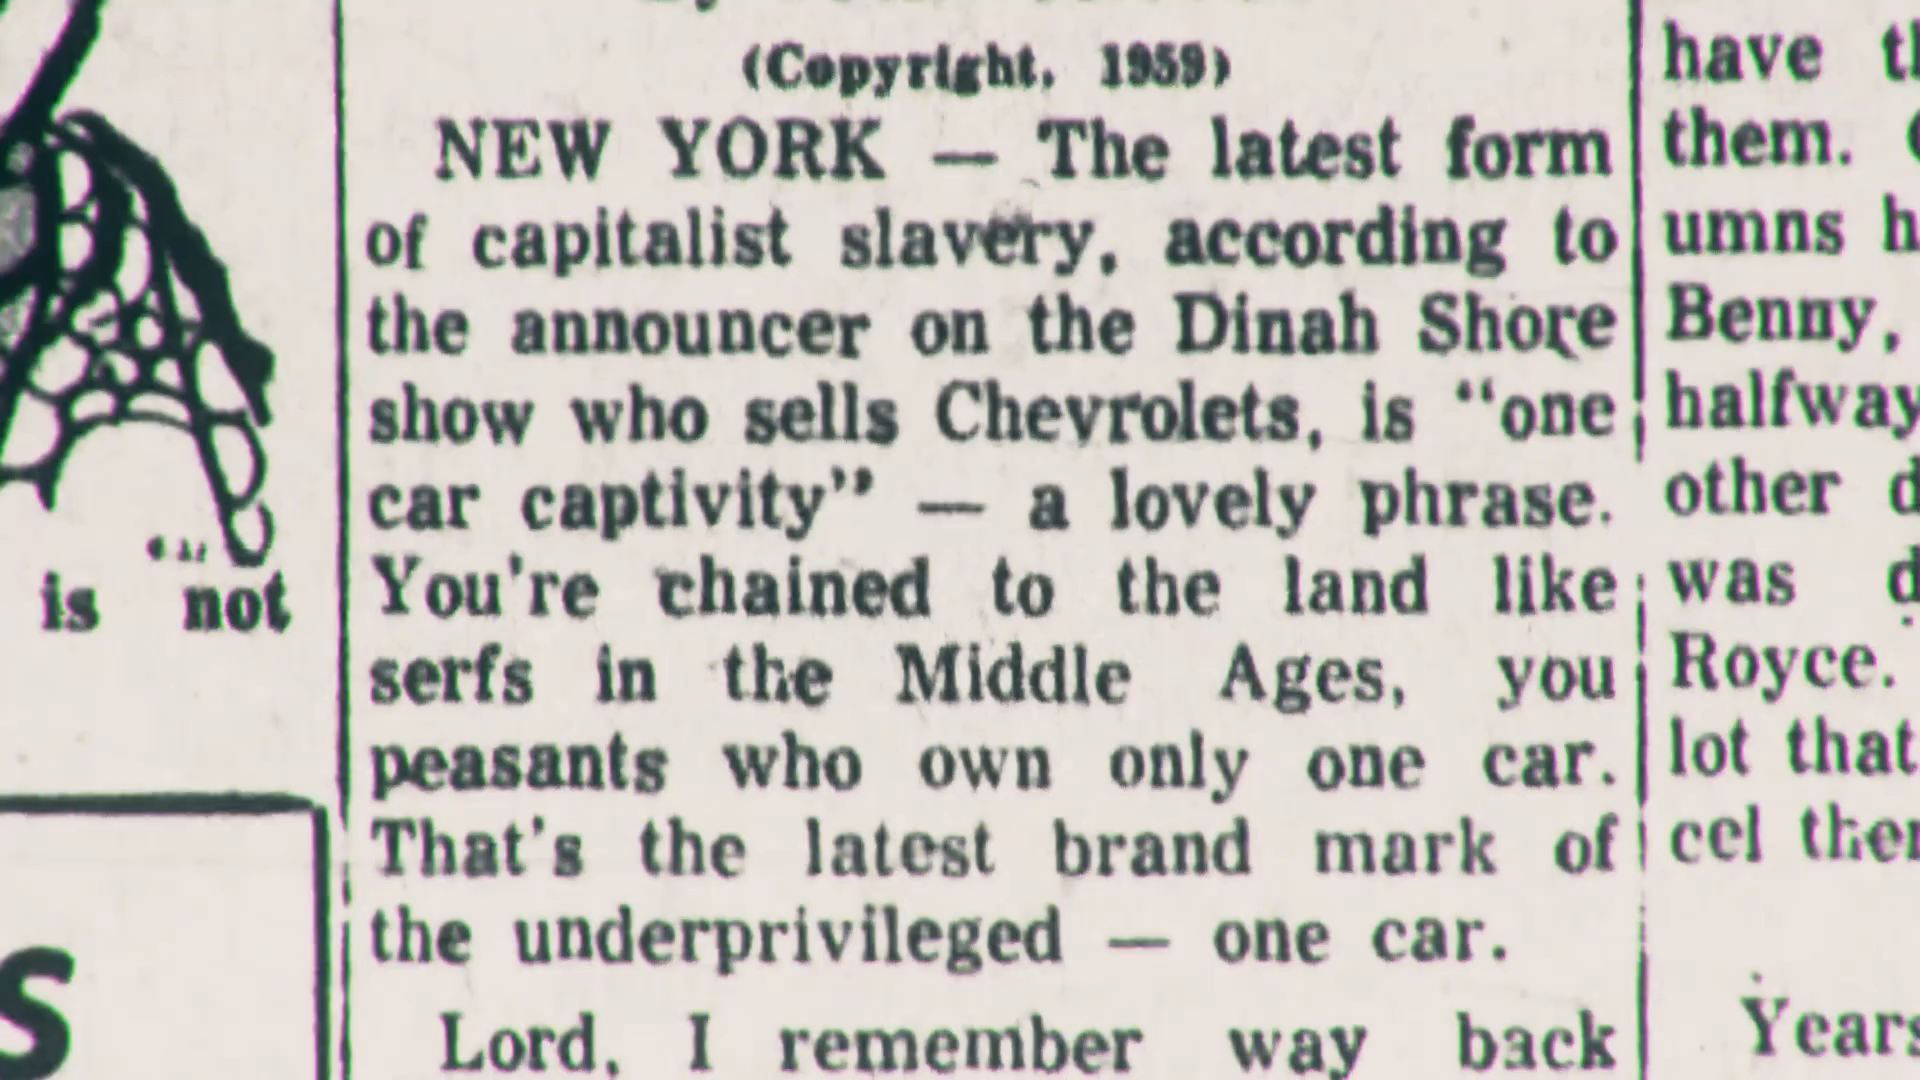 (Copyright, 1959)
NEW YORK — The latest form
of capitalist slavery, according to
the announcer on the Dinah Shore
show who sells Chevrolets, is “one
car captivity” — a lovely phrase.
You're chained to the land like
serfs in the Middle Ages, you
peasants who own only one car.
That's the latest brand mark of
the underprivileged — one car.
Lord, I remember way back
is not
S
have
them.
umns
Benny,
halfway
other
was
Royce.
lot that
cel
Years